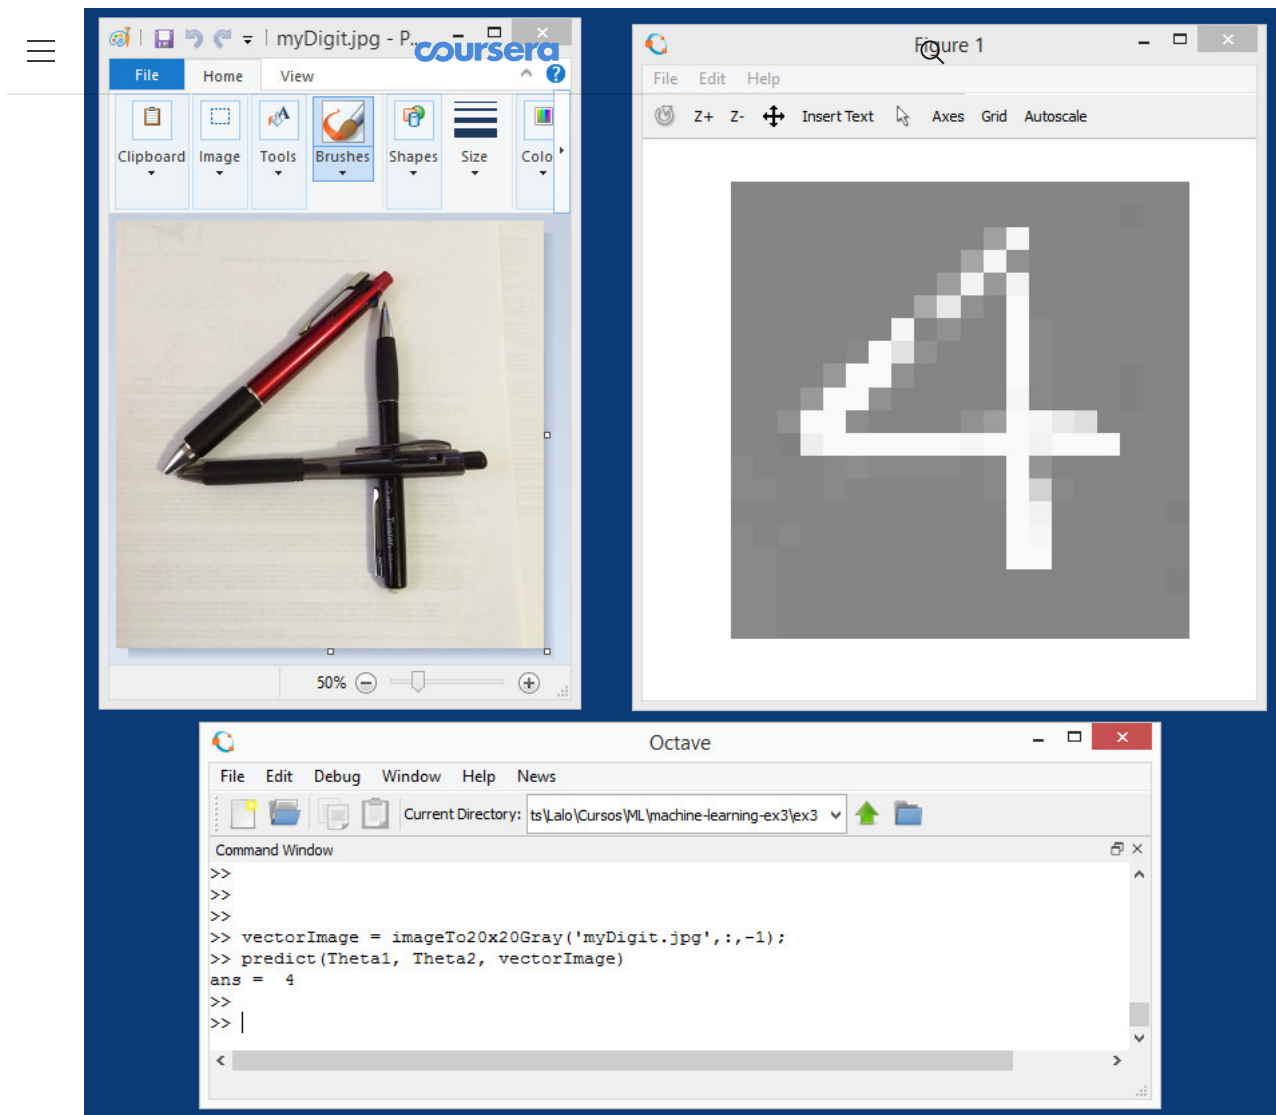 myDigit.jpg - P...
coursera
File
Home
View
Clipboard
Image
Tools
Brushes
Shapes
Size
Colo
50%
Figure 1
File Edit Help
Z+ Z- Insert Text Axes Grid Autoscale
Octave
File Edit Debug Window Help News
Current Directory: ts\Lalo\Cursos\ML\machine-learning-ex3\ex3
Command Window
>>
>>
>>
>> vectorImage = imageTo20x20Gray('myDigit.jpg',:,-1);
>> predict(Theta1, Theta2, vectorImage)
ans =  4
>>
>>